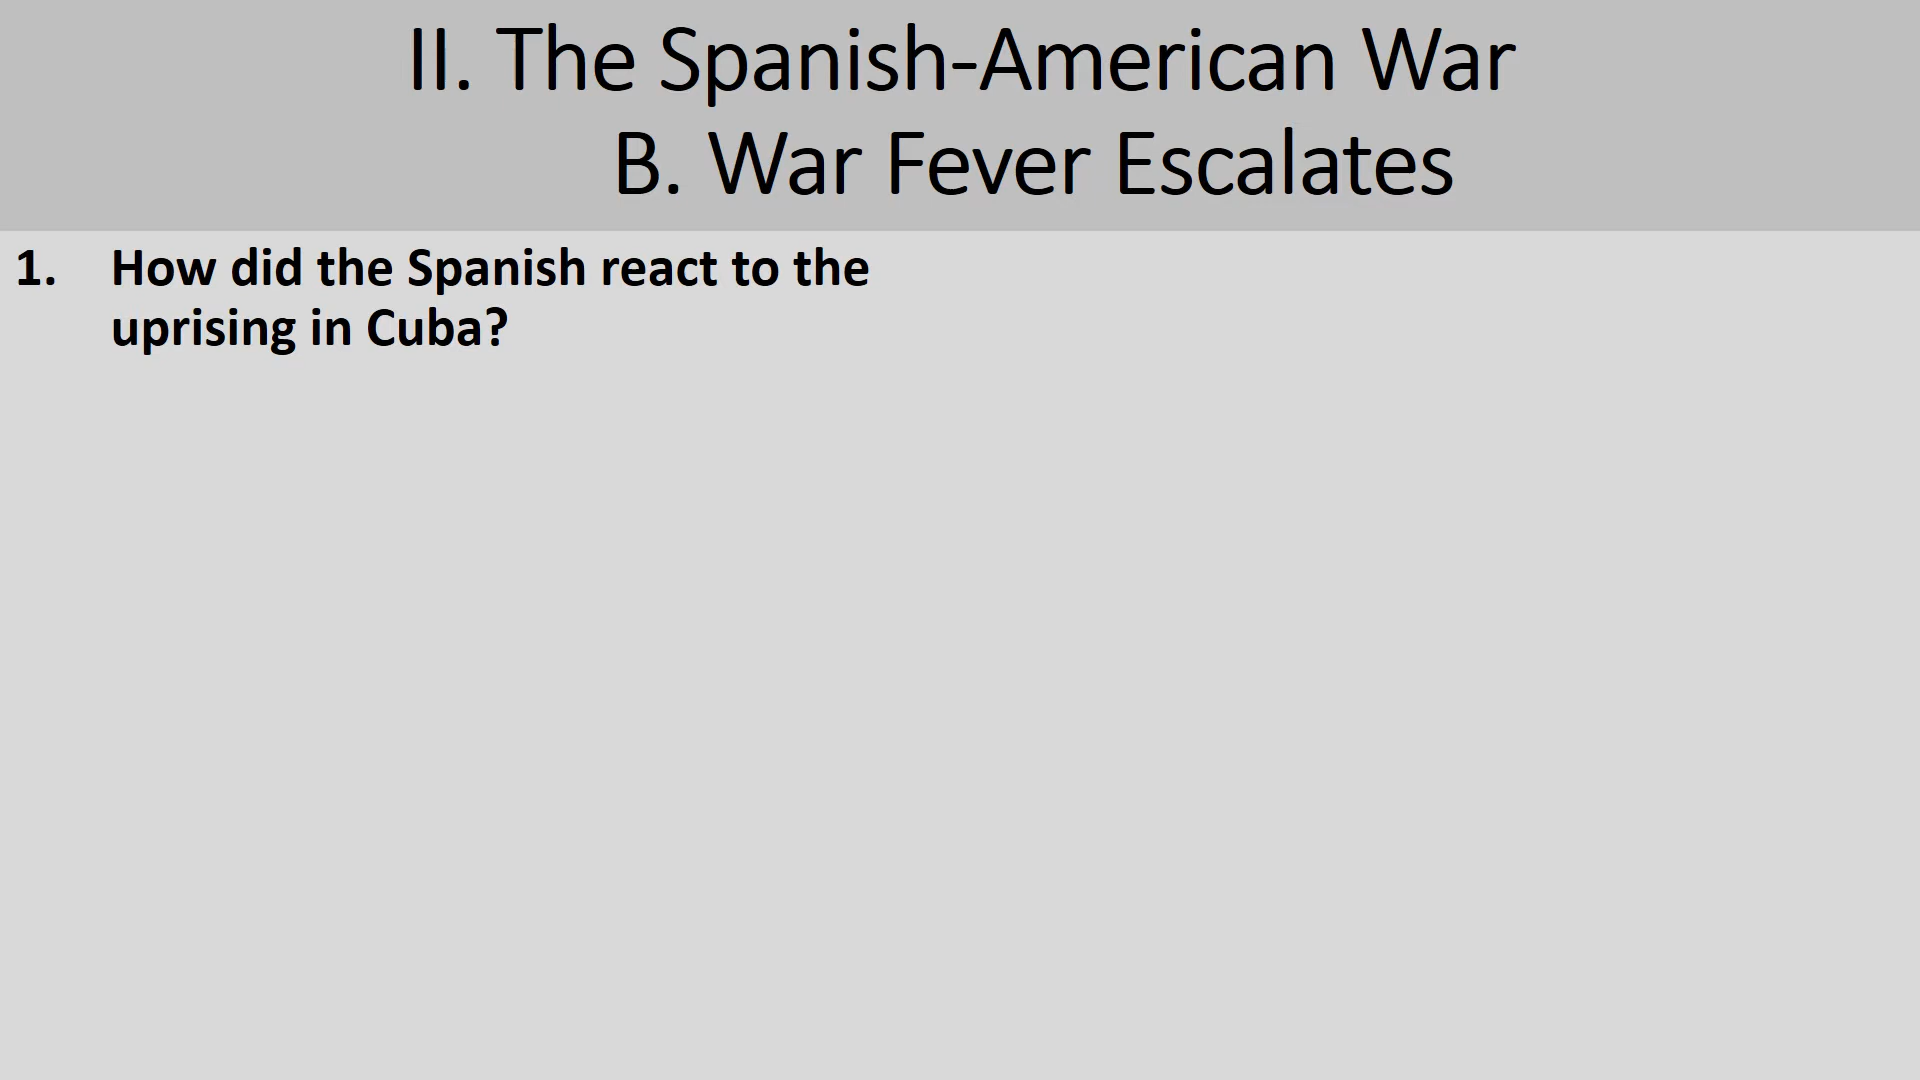 II. The Spanish-American War
B. War Fever Escalates
1. How did the Spanish react to the
uprising in Cuba?